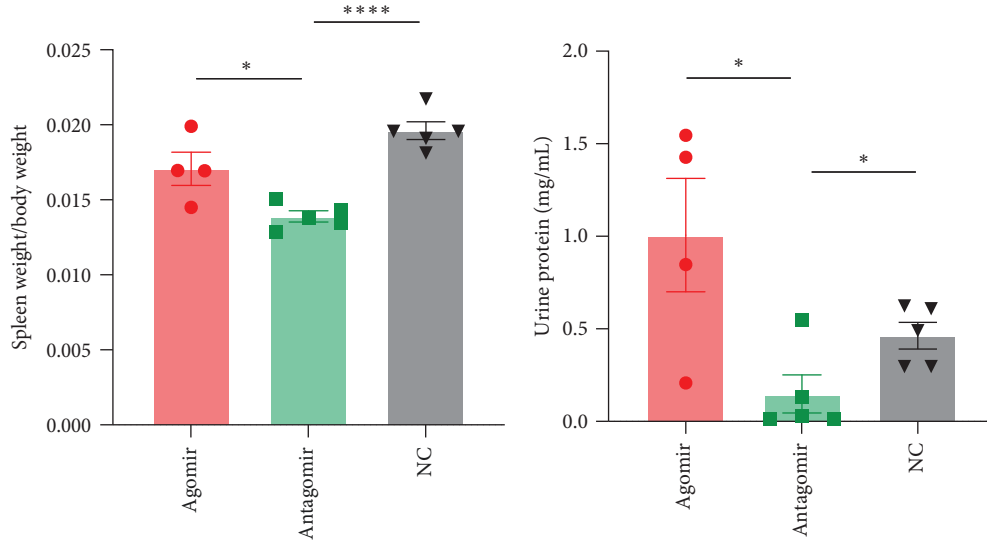 ****
*
0.025
0.020
0.015
0.010
0.005
0.000
Spleen weight/body weight
Agomir
Antagomir
NC
*
*
2.0
1.5
1.0
0.5
0.0
Urine protein (mg/mL)
Agomir
Antagomir
NC